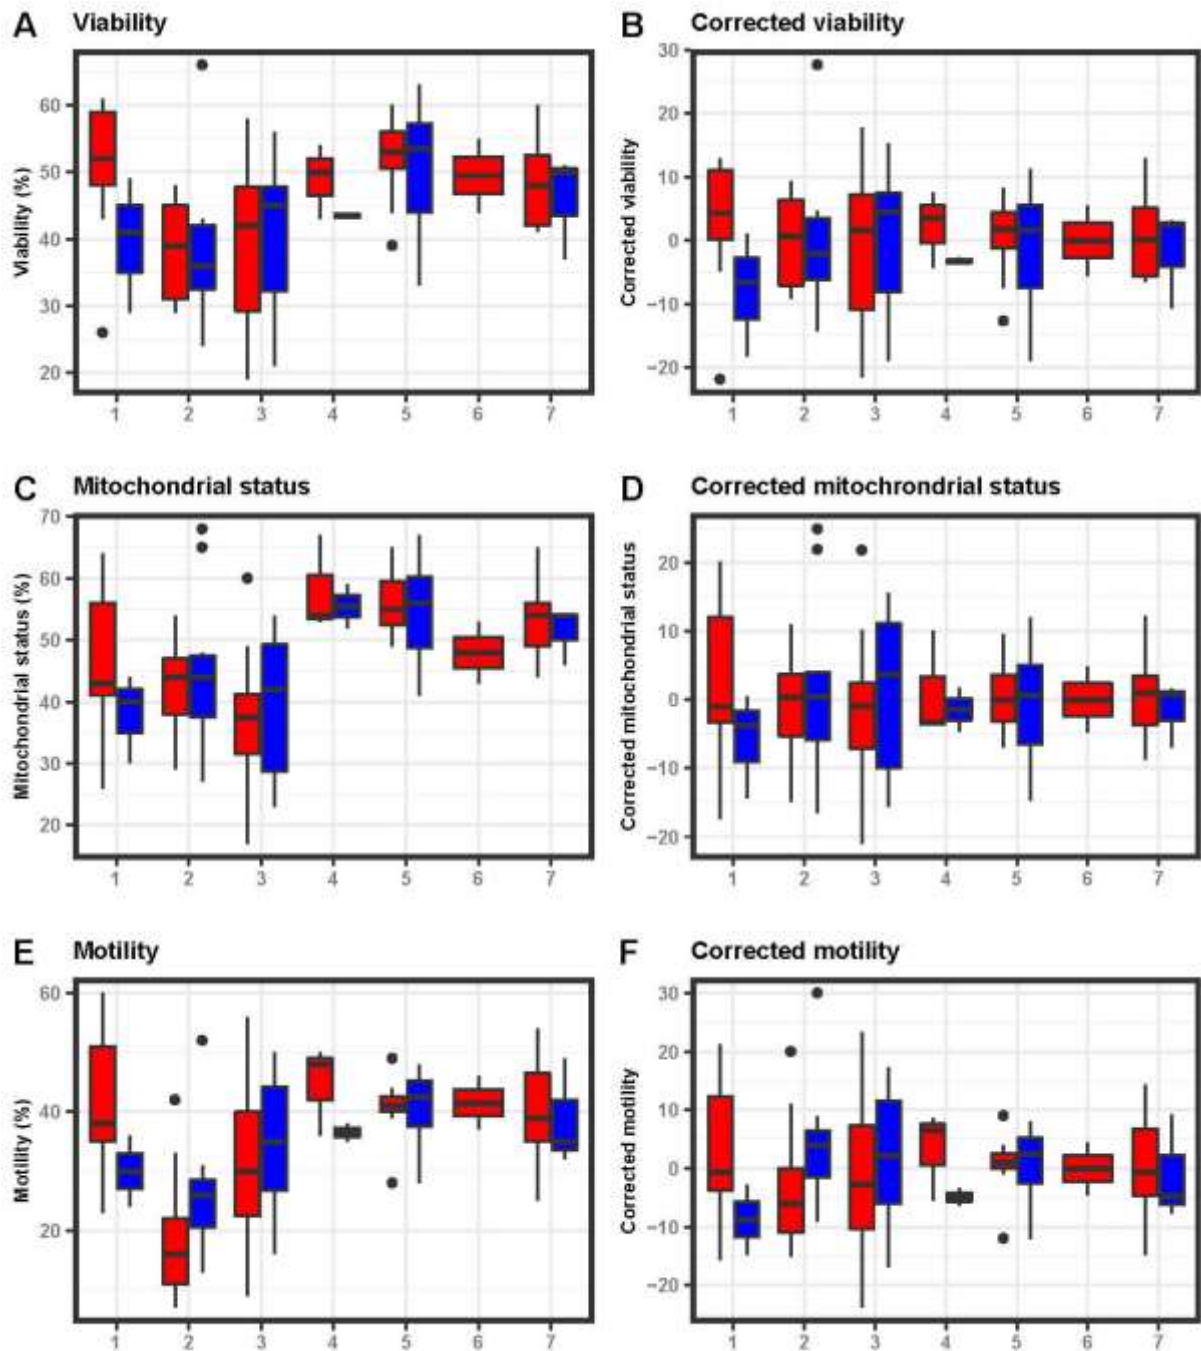 A Viability
Viability (%)
60
50
40
30
20
1 2 3 4 5 6 7
B Corrected viability
Corrected viability
30
20
10
0
−10
−20
1 2 3 4 5 6 7
C Mitochondrial status
Mitochondrial status (%)
70
60
50
40
30
20
1 2 3 4 5 6 7
D Corrected mitochrondrial status
Corrected mitochondrial status
20
10
0
−10
−20
1 2 3 4 5 6 7
E Motility
Motility (%)
60
40
20
1 2 3 4 5 6 7
F Corrected motility
Corrected motility
30
20
10
0
−10
−20
1 2 3 4 5 6 7